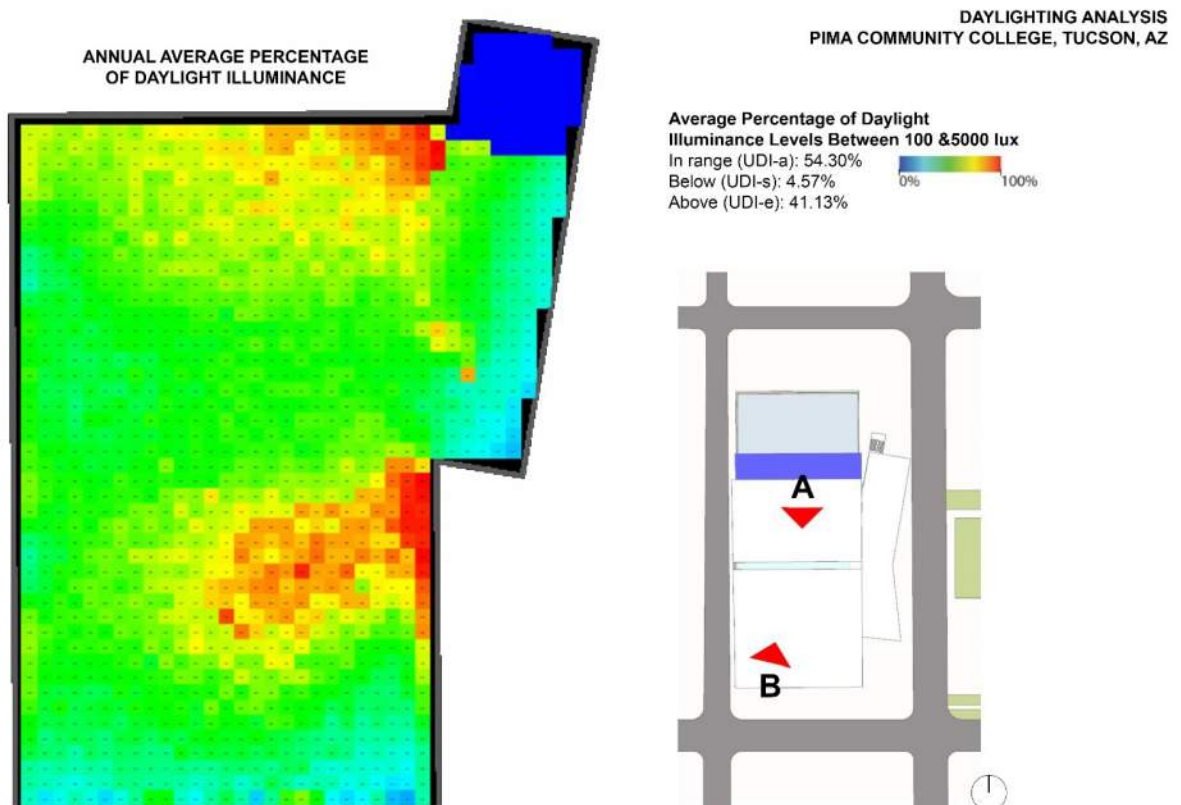 DAYLIGHTING ANALYSIS
PIMA COMMUNITY COLLEGE, TUCSON, AZ
ANNUAL AVERAGE PERCENTAGE
OF DAYLIGHT ILLUMINANCE
Average Percentage of Daylight
Illuminance Levels Between 100 &5000 lux
In range (UDI-a): 54.30%
Below (UDI-s): 4.57%
Above (UDI-e): 41.13%
0% 100%
A
B